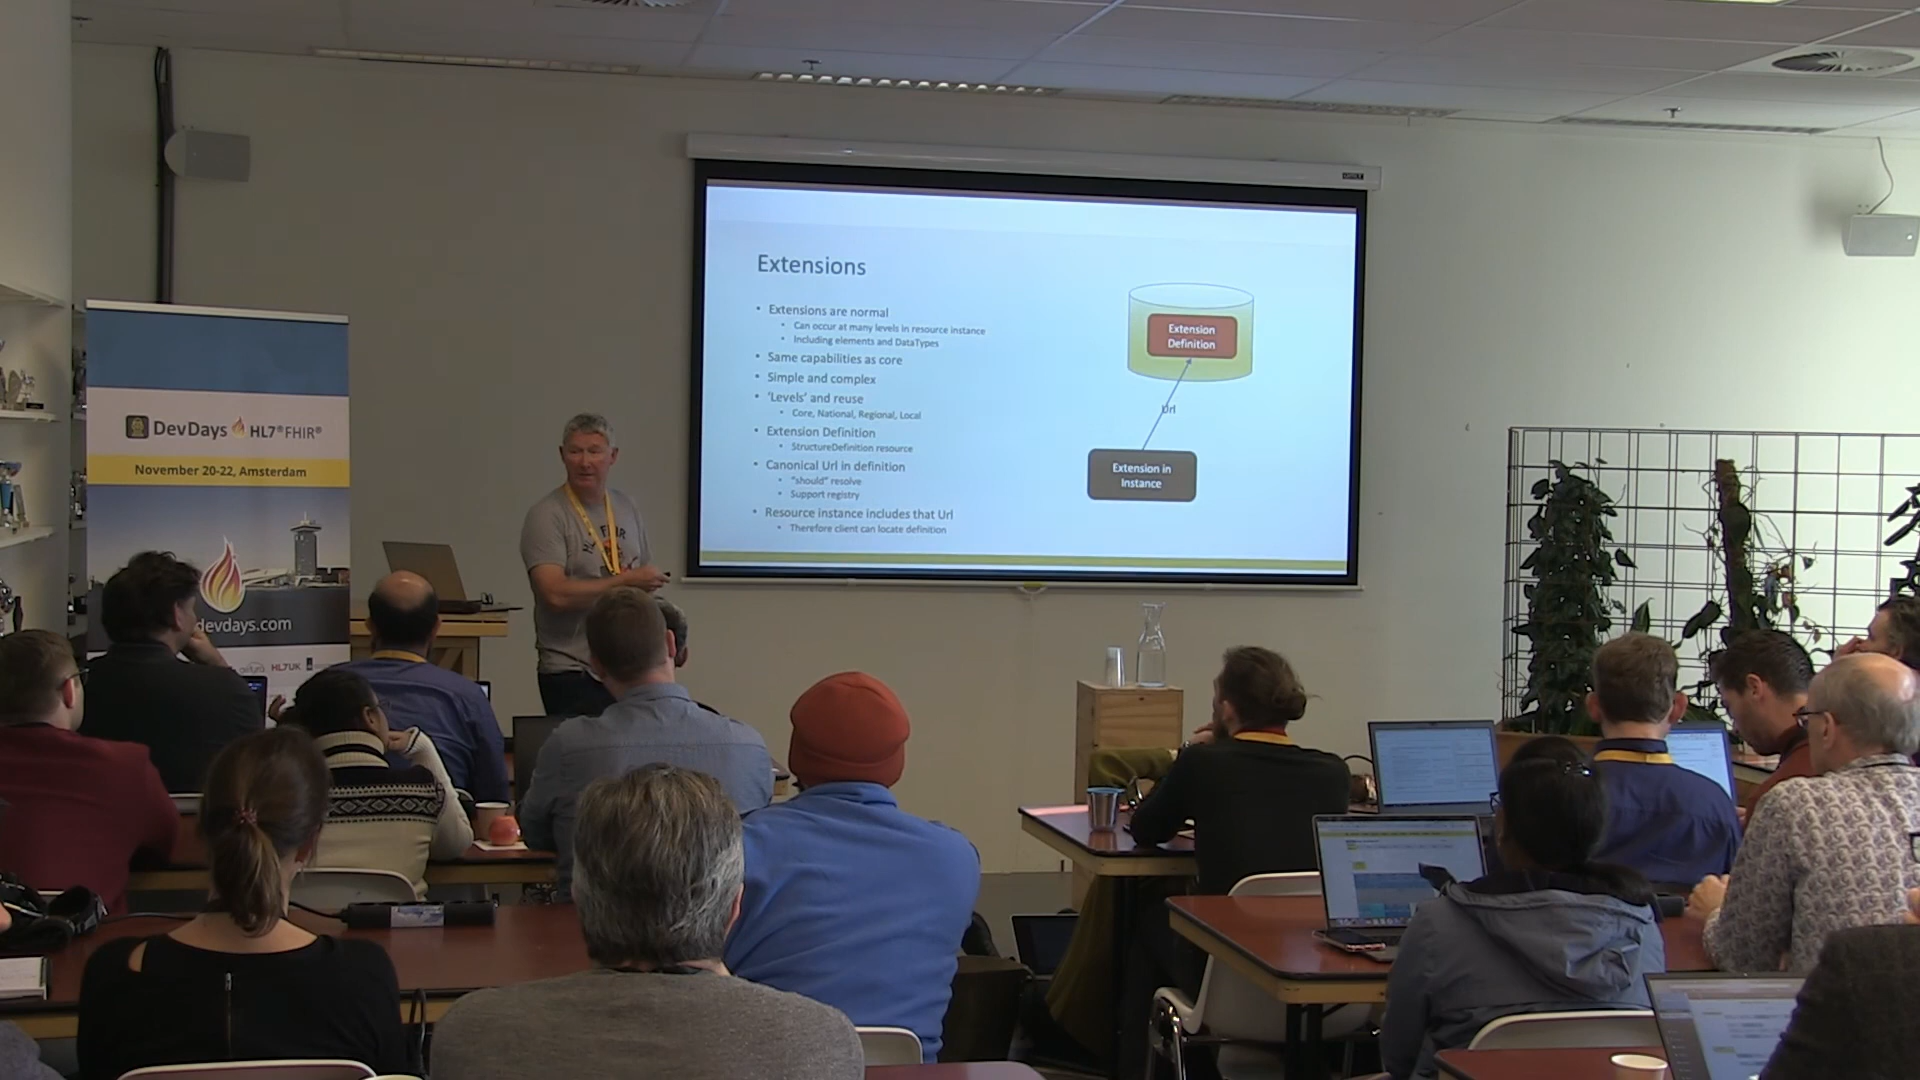 Extensions
• Extensions are normal
• Can occur at many levels in resource instance
• Including elements and DataTypes
• Same capabilities as core
• Simple and complex
• 'Levels' and reuse
• Core, National, Regional, Local
• Extension Definition
• StructureDefinition resource
• Canonical Url in definition
• "should" resolve
• Support registry
• Resource instance includes that Url
• Therefore client can locate definition
Extension
Definition
Url
Extension in
Instance
DevDays HL7® FHIR®
November 20-22, Amsterdam
devdays.com
HL7UK
FHIR